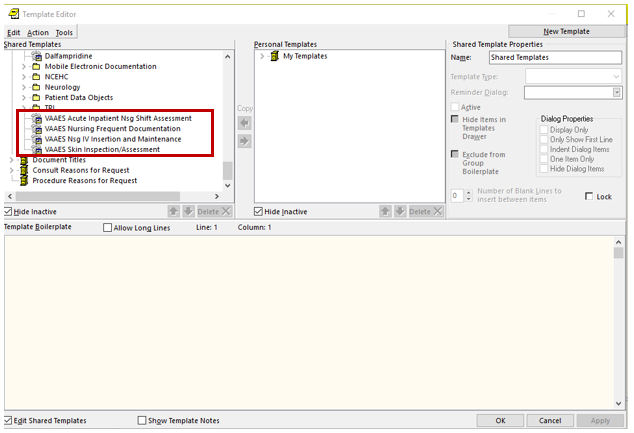 Template Editor
Edit Action Tools
New Template
Shared Templates
Dalfampridine
Mobile Electronic Documentation
NCEHC
Neurology
Patient Data Objects
TBI
VAAES Acute Inpatient Nsg Shift Assessment
VAAES Nursing Frequent Documentation
VAAES Nsg IV Insertion and Maintenance
VAAES Skin Inspection/Assessment
Document Titles
Consult Reasons for Request
Procedure Reasons for Request
Hide Inactive
Delete
Copy
Personal Templates
My Templates
Hide Inactive
Delete
Shared Template Properties
Name: Shared Templates
Template Type:
Reminder Dialog:
Active
Hide Items in
Templates
Drawer
Exclude from
Group
Boilerplate
Dialog Properties
Display Only
Only Show First Line
Indent Dialog Items
One Item Only
Hide Dialog Items
0
Number of Blank Lines to
insert between items
Lock
Template Boilerplate
Allow Long Lines
Line: 1
Column: 1
Edit Shared Templates
Show Template Notes
OK
Cancel
Apply